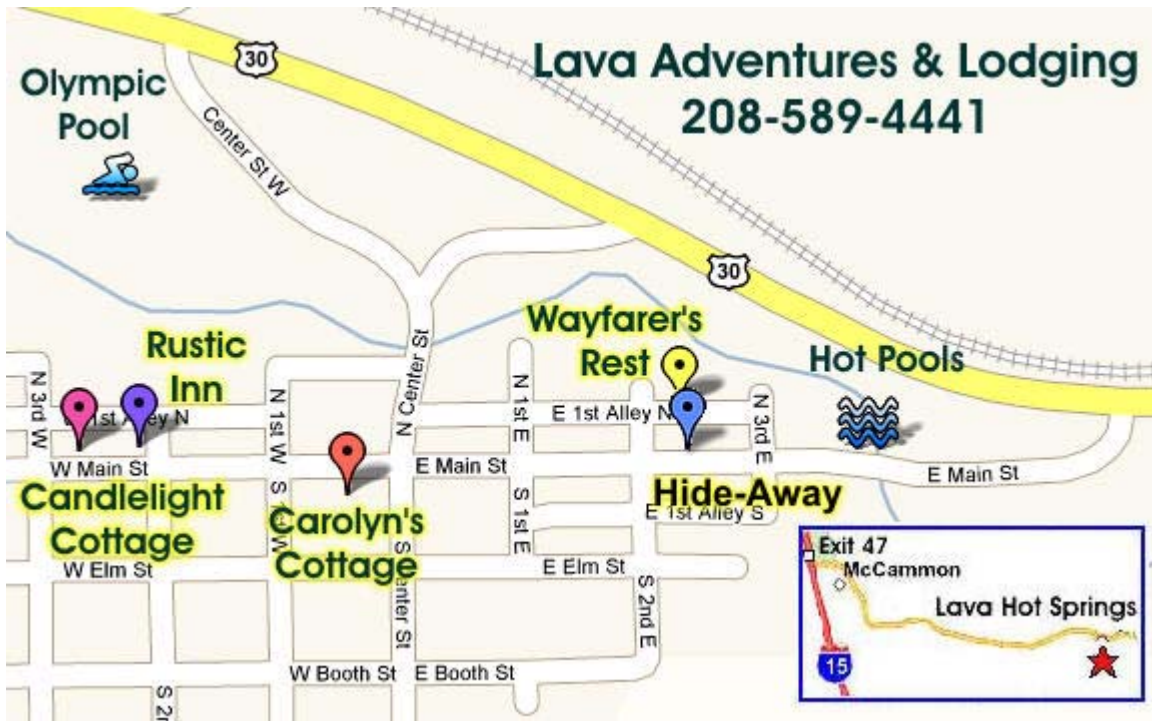 30
Lava Adventures & Lodging
208-589-4441
Olympic
Pool
Center St W
30
Wayfarer's
Rest
Hot Pools
Rustic
Inn
N 3rd W
1st Alley N
N 1st W
N Center St
N 1st E
E 1st Alley N
N 3rd E
W Main St
E Main St
E Main St
Candlelight
Cottage
Carolyn's
Cottage
S 1st E
Hide-Away
E 1st Alley S
W Elm St
E Elm St
S Center St
S 2nd E
W Booth St
E Booth St
S 2nd
Exit 47
McCammon
Lava Hot Springs
15